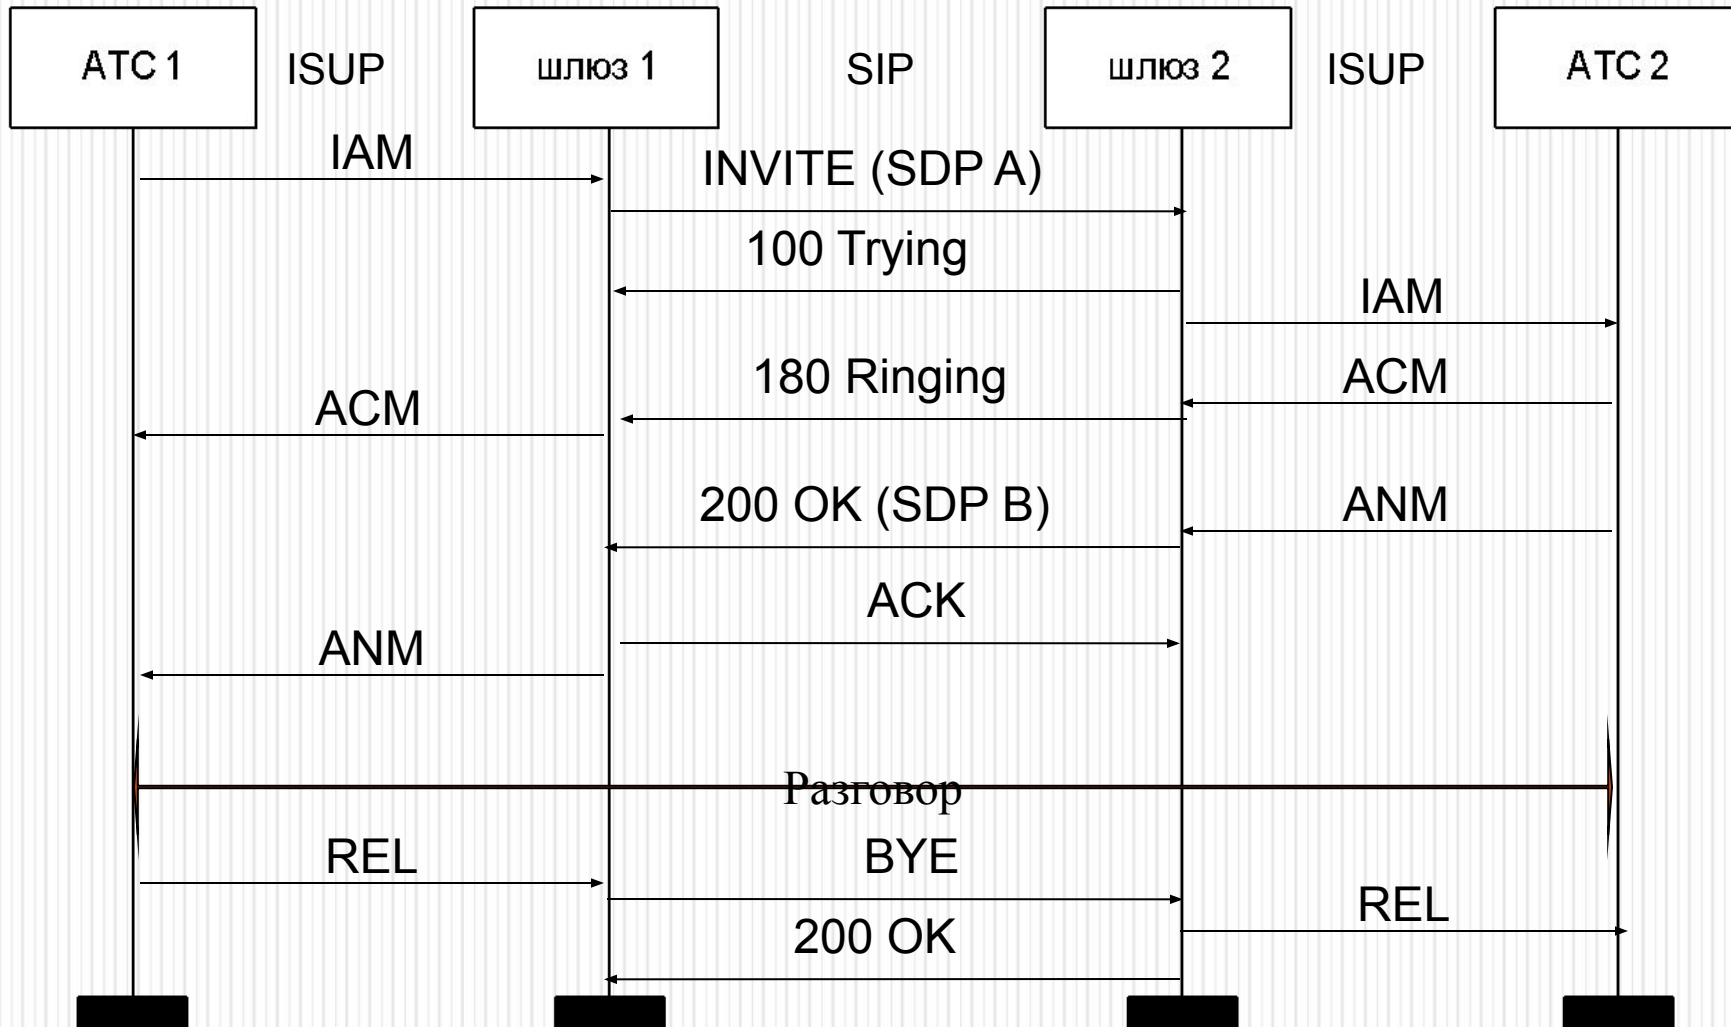 АТС 1
ISUP
шлюз 1
SIP
шлюз 2
ISUP
АТС 2
IAM
INVITE (SDP A)
100 Trying
IAM
180 Ringing
ACM
ACM
200 OK (SDP B)
ANM
ACK
ANM
Разговор
REL
BYE
REL
200 OK